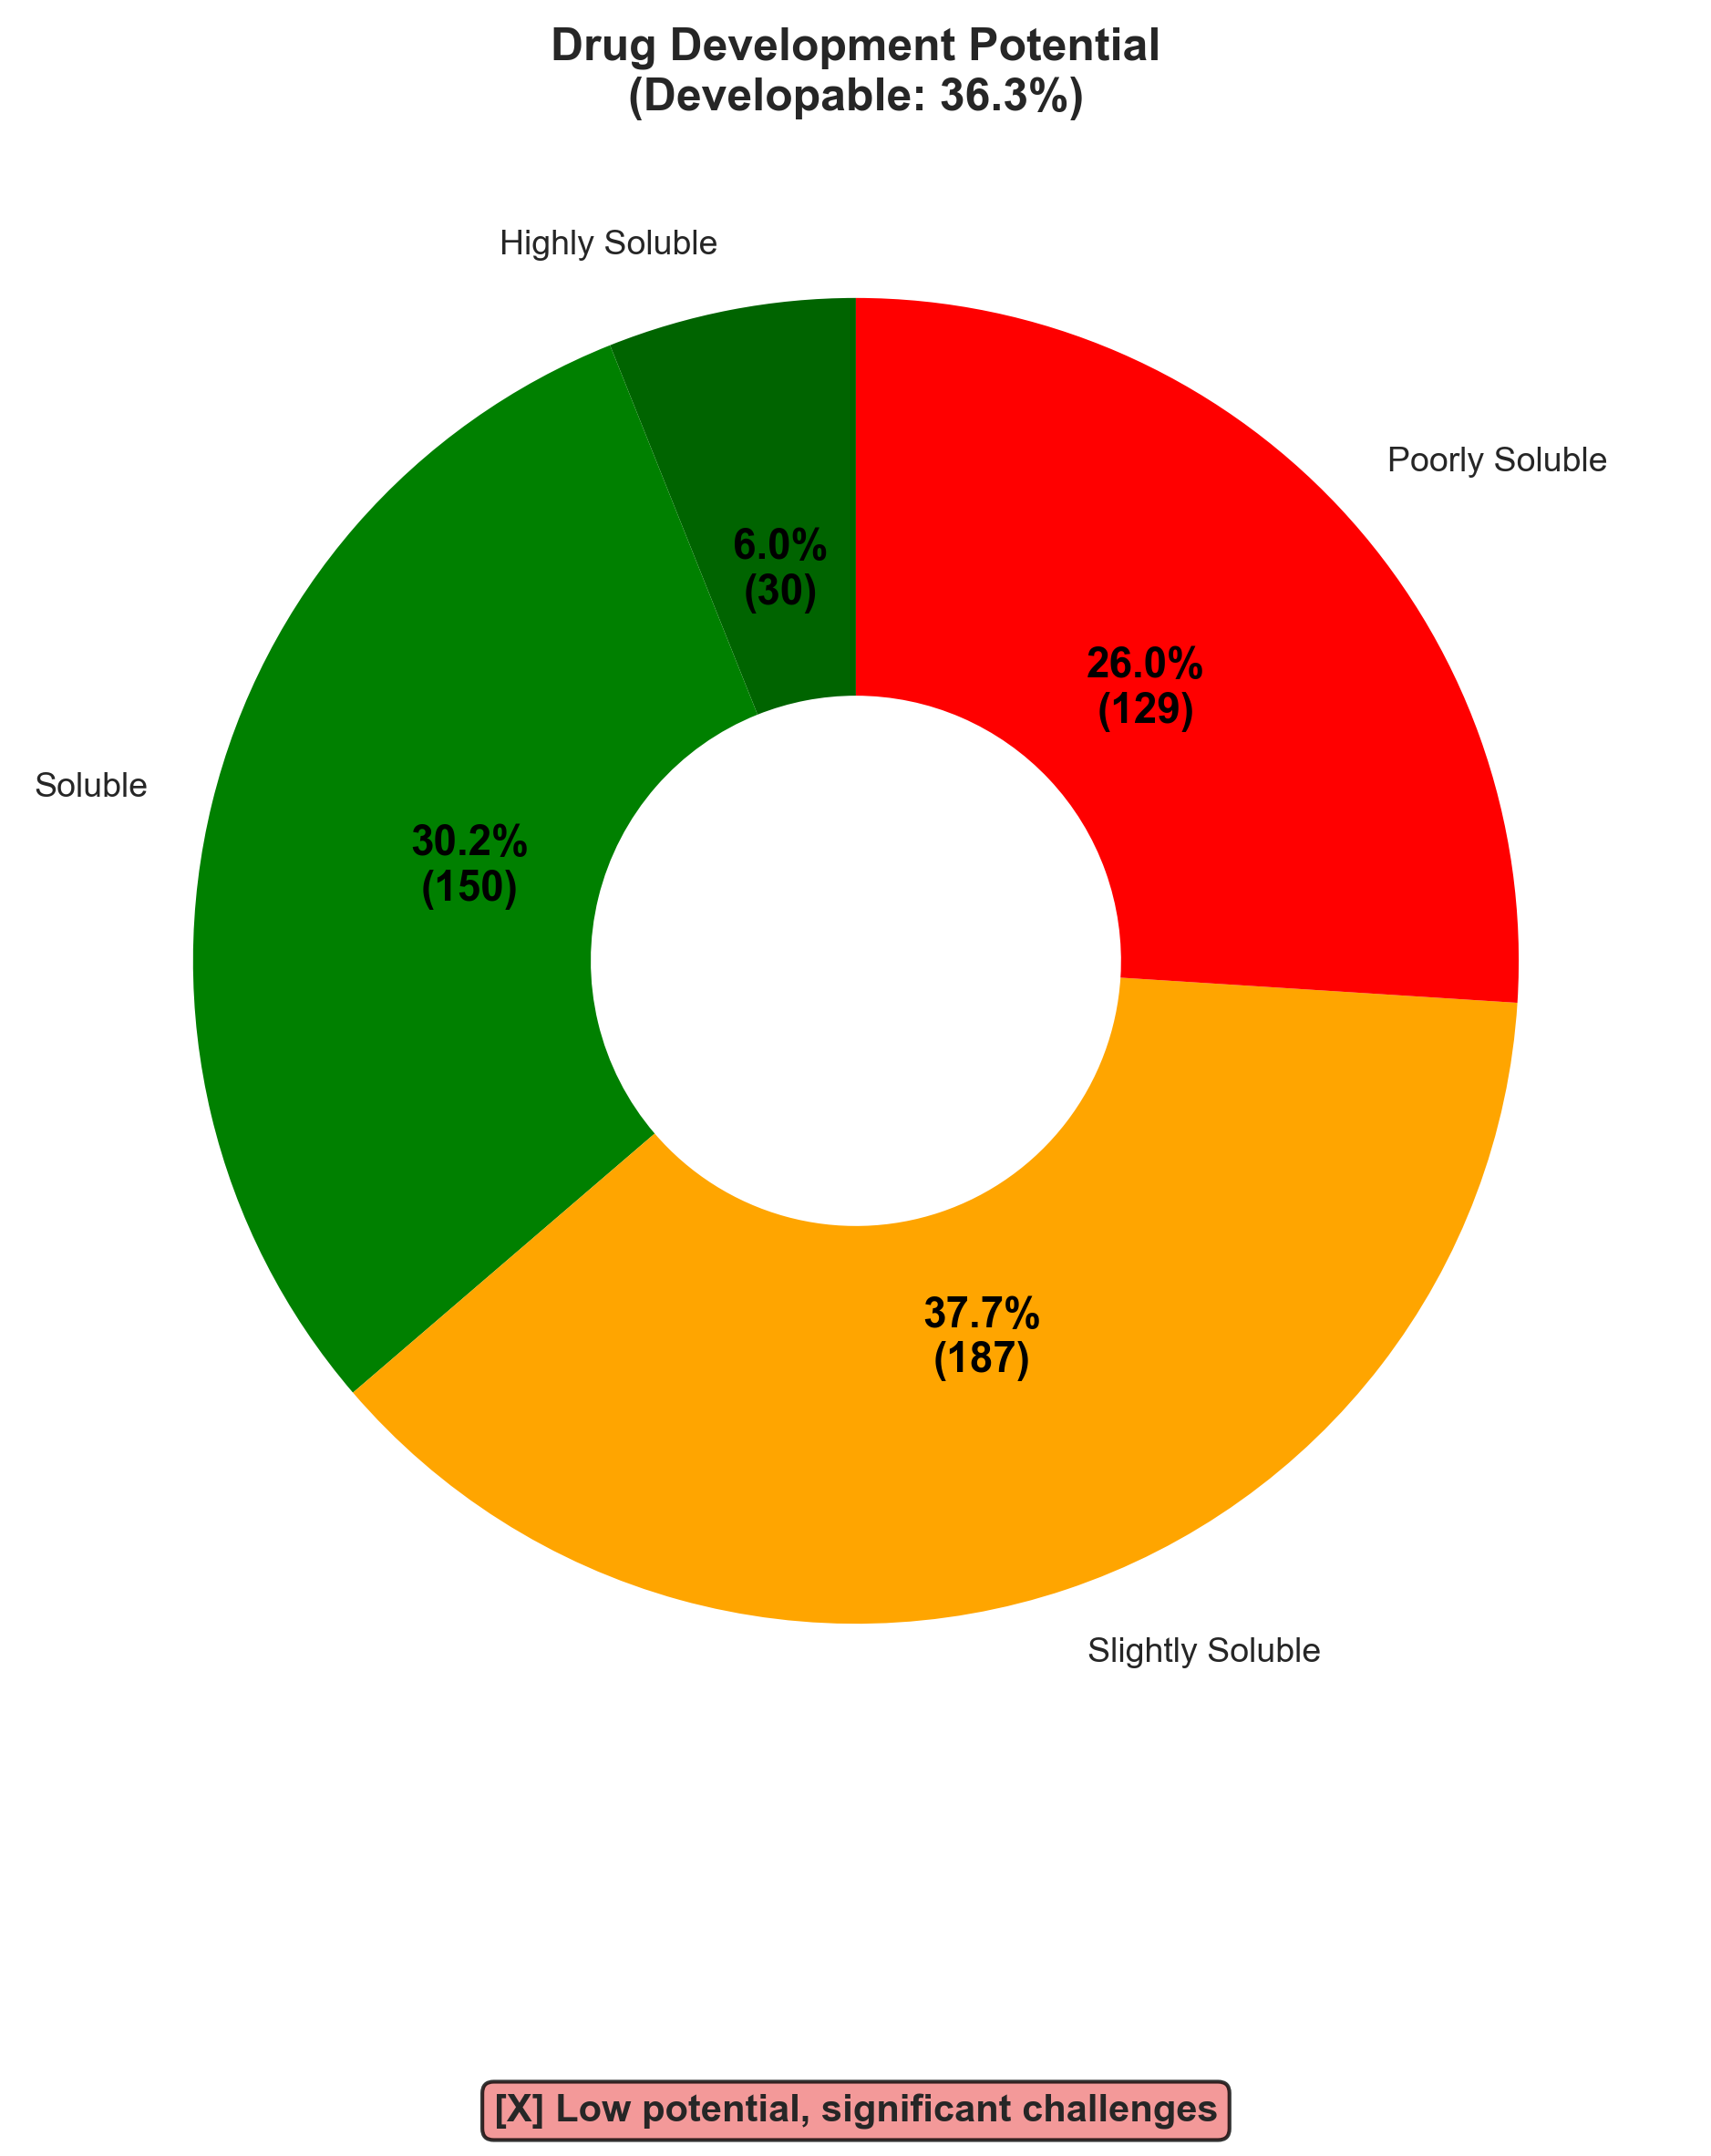 Drug Development Potential
(Developable: 36.3%)
Highly Soluble
Poorly Soluble
6.0%
(30)
26.0%
(129)
Soluble
30.2%
(150)
37.7%
(187)
Slightly Soluble
[X] Low potential, significant challenges